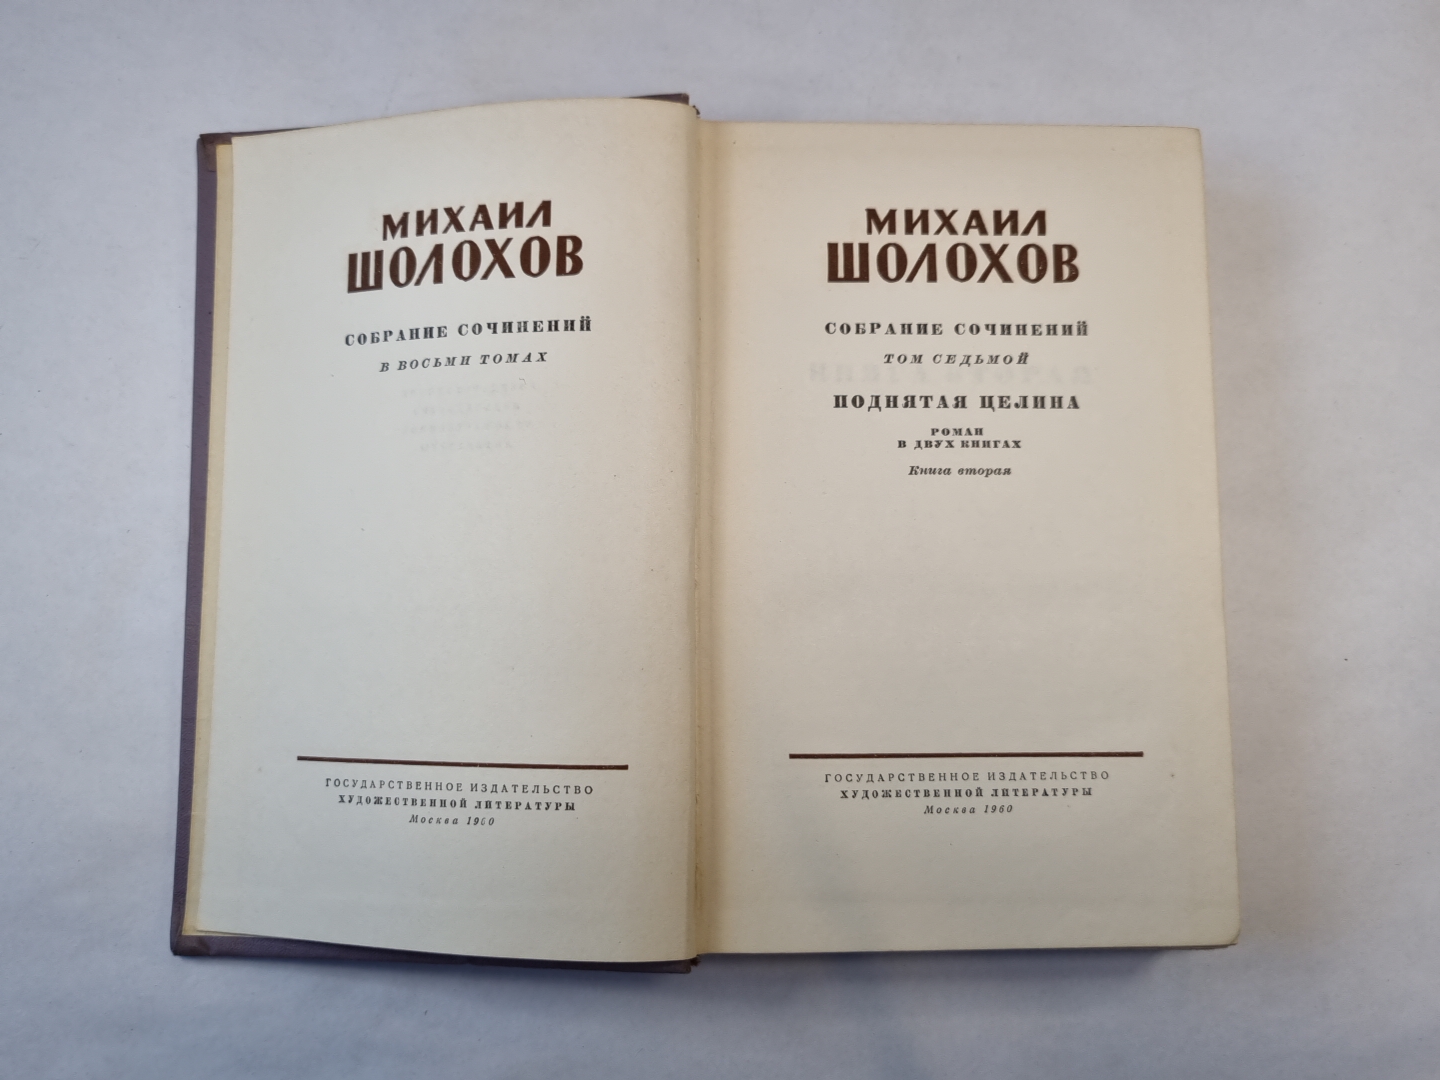 МИХАИЛ
ШОЛОХОВ
СОБРАНИЕ СОЧИНЕНИЙ
В ВОСЬМИ ТОМАХ
ГОСУДАРСТВЕННОЕ ИЗДАТЕЛЬСТВО
ХУДОЖЕСТВЕННОЙ ЛИТЕРАТУРЫ
Москва 1960
МИХАИЛ
ШОЛОХОВ
СОБРАНИЕ СОЧИНЕНИЙ
ТОМ СЕДЬМОЙ
ПОДНЯТАЯ ЦЕЛИНА
РОМАН
В ДВУХ КНИГАХ
Книга вторая
ГОСУДАРСТВЕННОЕ ИЗДАТЕЛЬСТВО
ХУДОЖЕСТВЕННОЙ ЛИТЕРАТУРЫ
Москва 1960